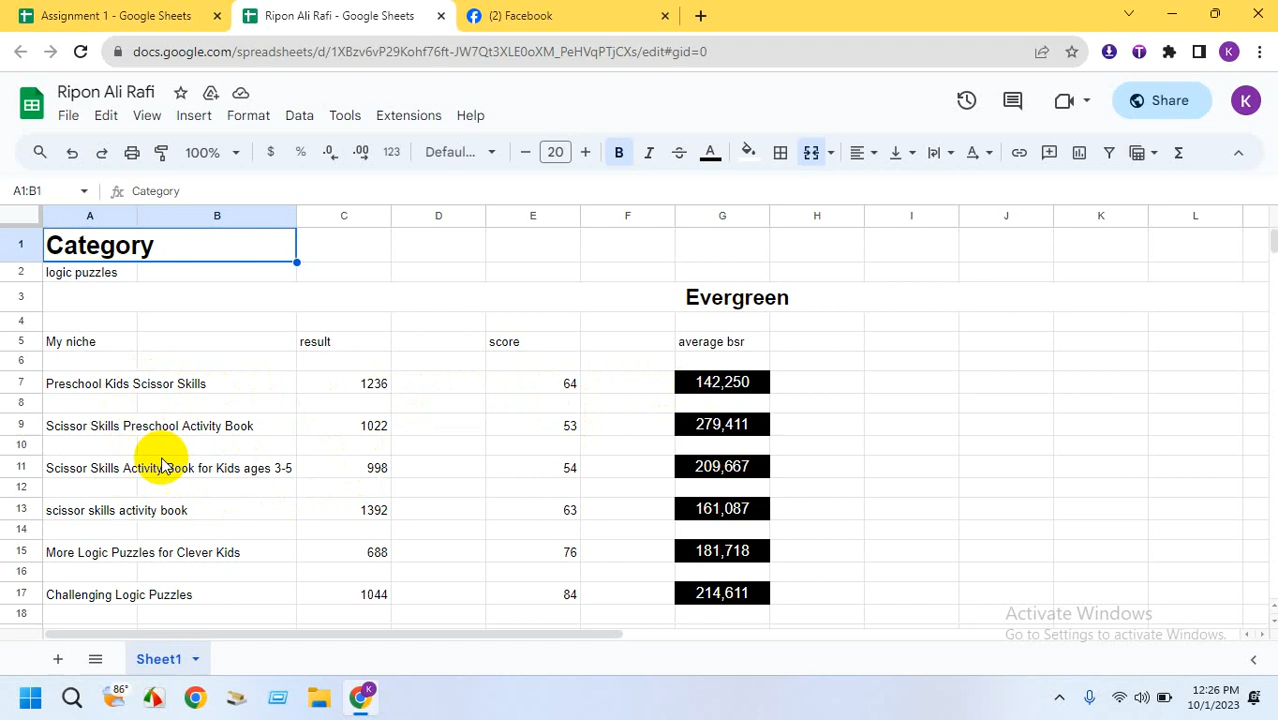 Assignment 1 - Google Sheets
Ripon Ali Rafi - Google Sheets
(2) Facebook
docs.google.com/spreadsheets/d/1XBzv6vP29Kohf76ft-JW7Qt3XLE0oXM_PeHVqPTjCXs/edit#gid=0
K
Ripon Ali Rafi
Share
K
File Edit View Insert Format Data Tools Extensions Help
100% $ % .0 .00 123 Defaul... 20 B I A
A1:B1 fx Category
A B C D E F G H I J K L
1 Category
2 logic puzzles
3 Evergreen
4
5 My niche result score average bsr
6
7 Preschool Kids Scissor Skills 1236 64 142,250
8
9 Scissor Skills Preschool Activity Book 1022 53 279,411
10
11 Scissor Skills Activity Book for Kids ages 3-5 998 54 209,667
12
13 scissor skills activity book 1392 63 161,087
14
15 More Logic Puzzles for Clever Kids 688 76 181,718
16
17 Challenging Logic Puzzles 1044 84 214,611
18
Activate Windows
Go to Settings to activate Windows.
Sheet1
86°
K
12:26 PM
10/1/2023